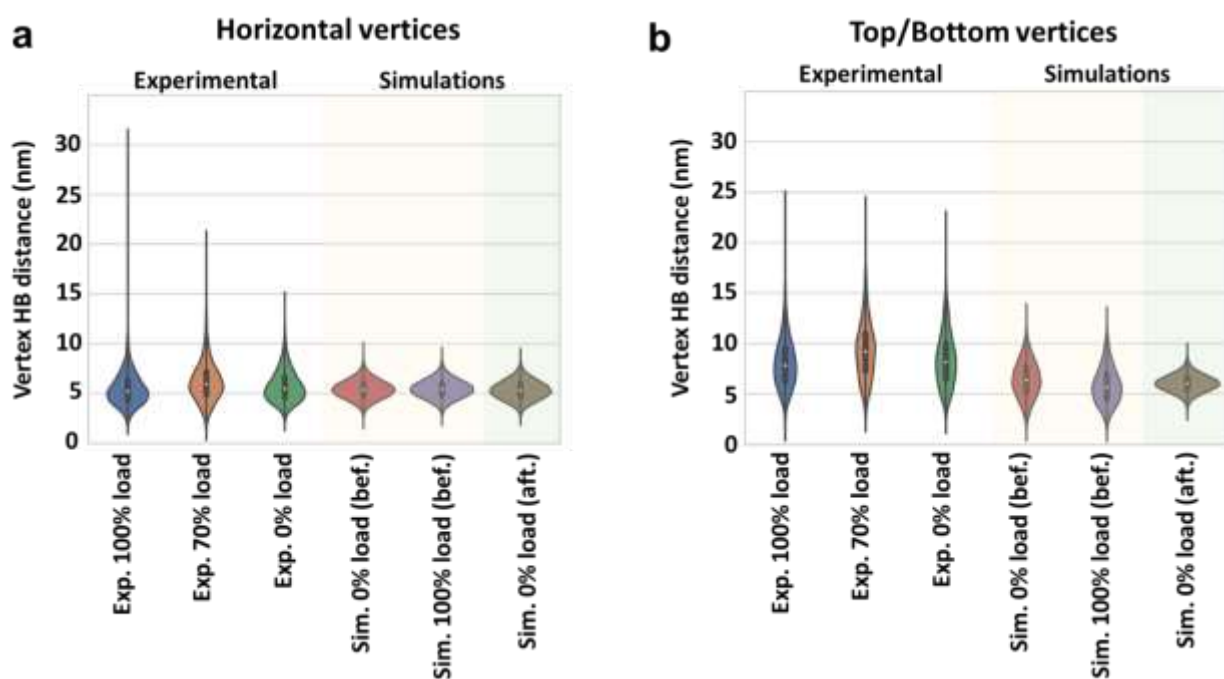 a
Horizontal vertices
Experimental
Simulations
Vertex HB distance (nm)
30
25
20
15
10
5
0
Exp. 100% load
Exp. 70% load
Exp. 0% load
Sim. 0% load (bef.)
Sim. 100% load (bef.)
Sim. 0% load (aft.)
b
Top/Bottom vertices
Experimental
Simulations
Vertex HB distance (nm)
30
25
20
15
10
5
0
Exp. 100% load
Exp. 70% load
Exp. 0% load
Sim. 0% load (bef.)
Sim. 100% load (bef.)
Sim. 0% load (aft.)